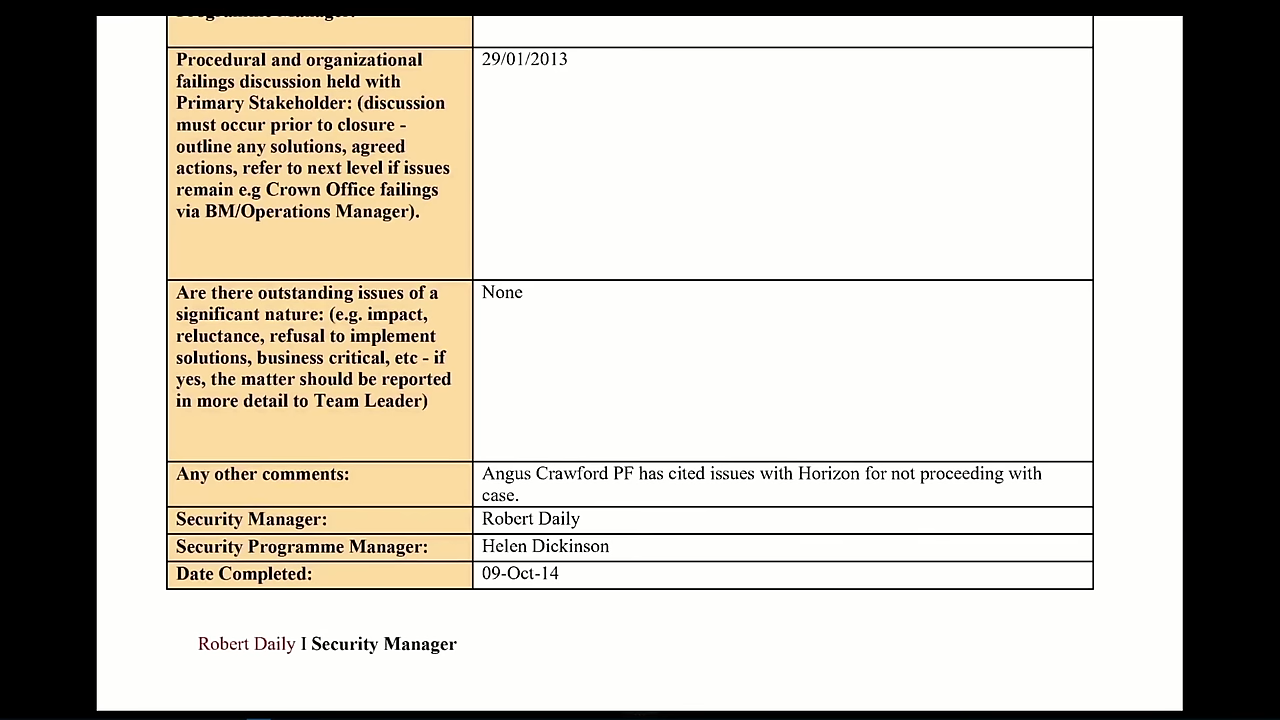 Procedural and organizational
failings discussion held with
Primary Stakeholder: (discussion
must occur prior to closure -
outline any solutions, agreed
actions, refer to next level if issues
remain e.g Crown Office failings
via BM/Operations Manager).
29/01/2013
Are there outstanding issues of a
significant nature: (e.g. impact,
reluctance, refusal to implement
solutions, business critical, etc - if
yes, the matter should be reported
in more detail to Team Leader)
None
Any other comments:
Angus Crawford PF has cited issues with Horizon for not proceeding with
case.
Security Manager:
Robert Daily
Security Programme Manager:
Helen Dickinson
Date Completed:
09-Oct-14
Robert Daily I Security Manager